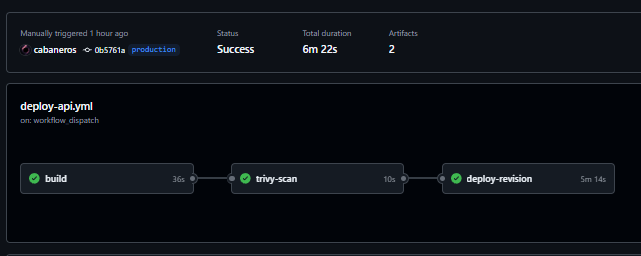 Manually triggered 1 hour ago
cabaneros 0b5761a production
Status
Success
Total duration
6m 22s
Artifacts
2
deploy-api.yml
on: workflow_dispatch
build 36s
trivy-scan 10s
deploy-revision 5m 14s